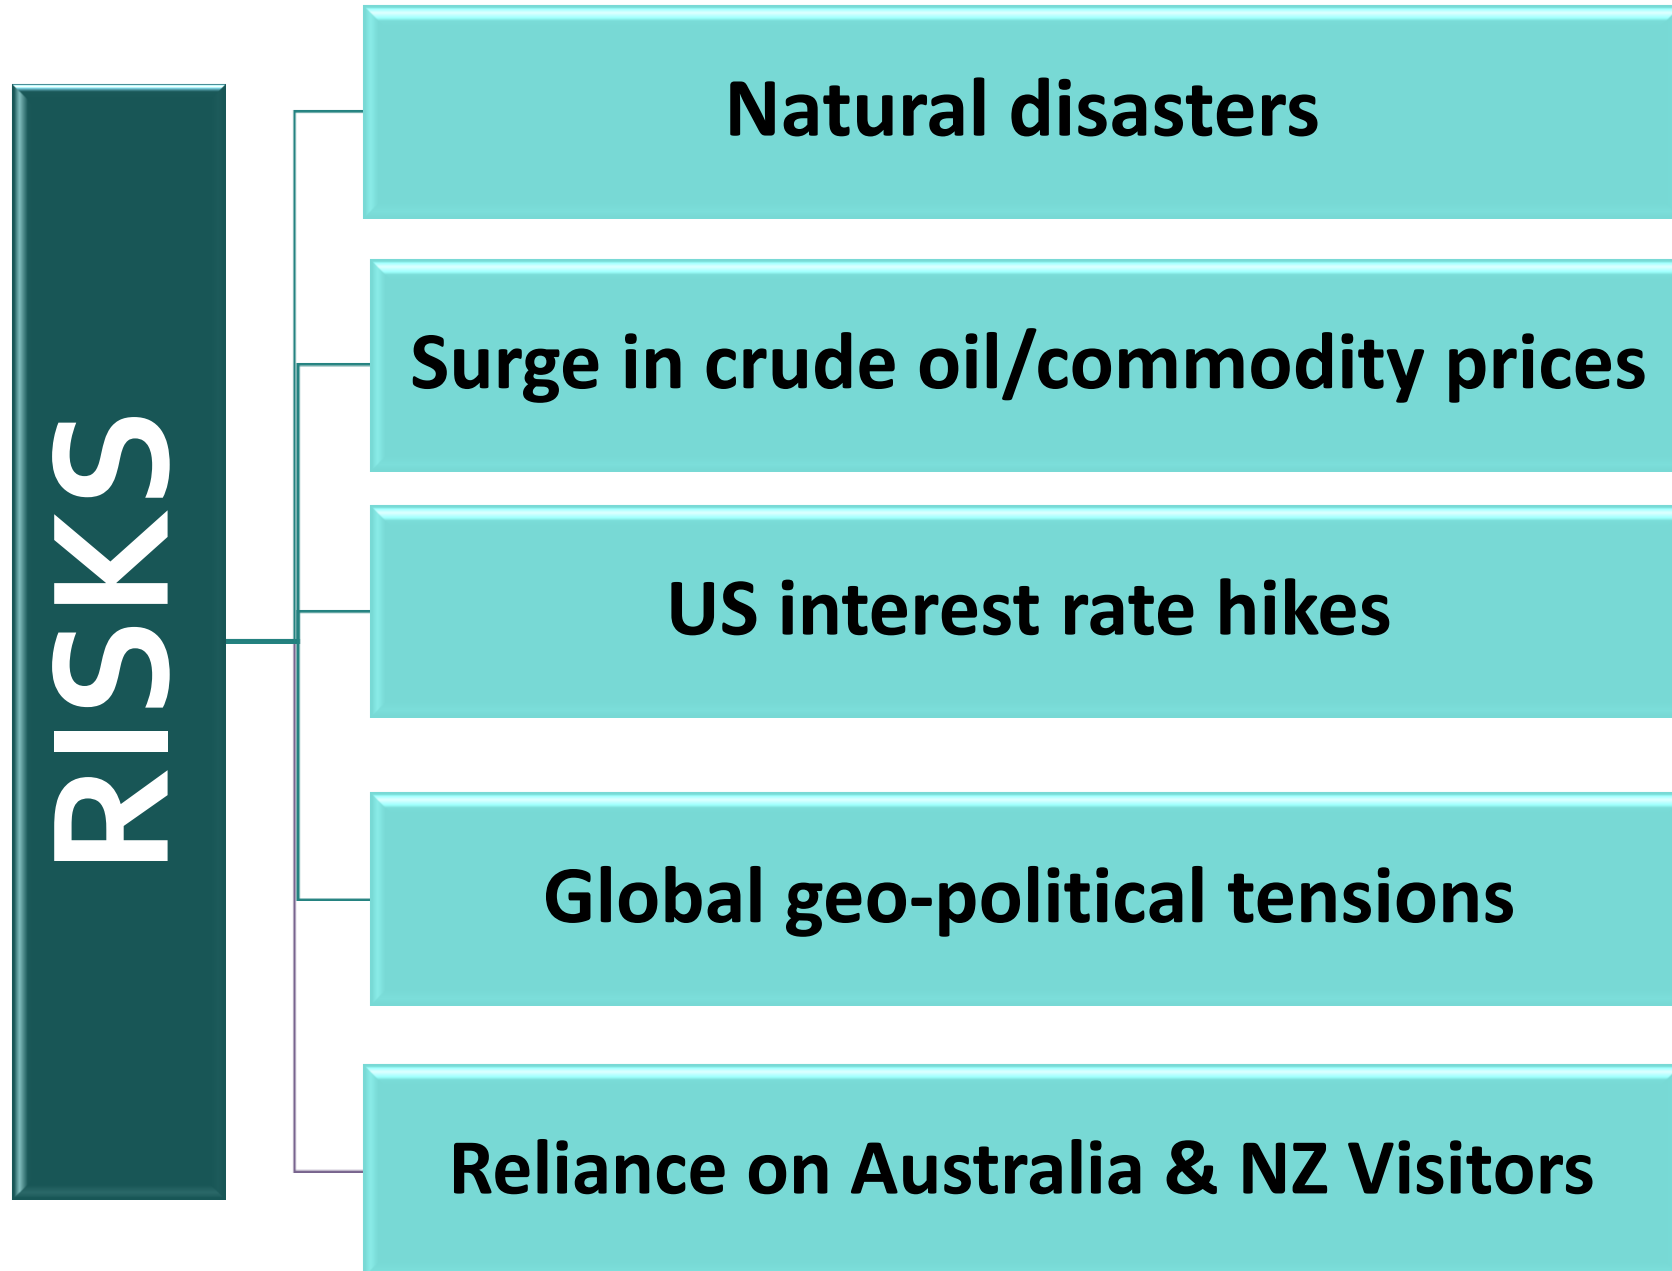 RISKS
Natural disasters
Surge in crude oil/commodity prices
US interest rate hikes
Global geo-political tensions
Reliance on Australia & NZ Visitors